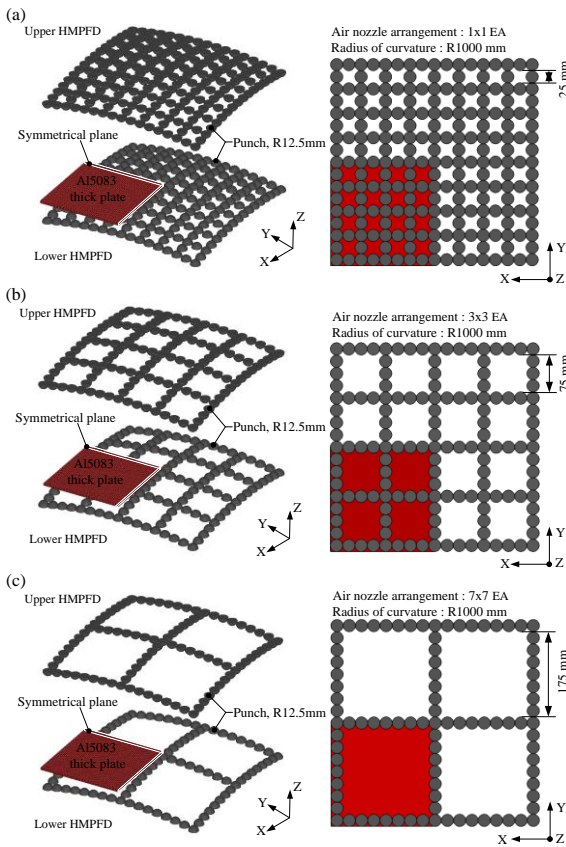 (a)
Upper HMPFD
Air nozzle arrangement : 1x1 EA
Radius of curvature : R1000 mm
25 mm
Symmetrical plane
Punch, R12.5mm
Al5083
thick plate
Z
Y
X
Lower HMPFD
Y
X
Z
(b)
Upper HMPFD
Air nozzle arrangement : 3x3 EA
Radius of curvature : R1000 mm
75 mm
Symmetrical plane
Punch, R12.5mm
Al5083
thick plate
Z
Y
X
Lower HMPFD
Y
X
Z
(c)
Upper HMPFD
Air nozzle arrangement : 7x7 EA
Radius of curvature : R1000 mm
175 mm
Symmetrical plane
Punch, R12.5mm
Al5083
thick plate
Z
Y
X
Lower HMPFD
Y
X
Z